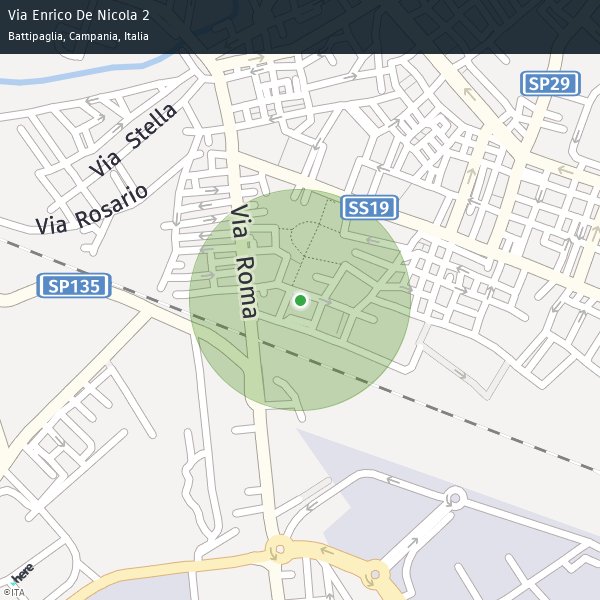 Via Enrico De Nicola 2
Battipaglia, Campania, Italia
SP29
Via Stella
Via Rosario
SS19
Via Roma
SP135
here
©ITA